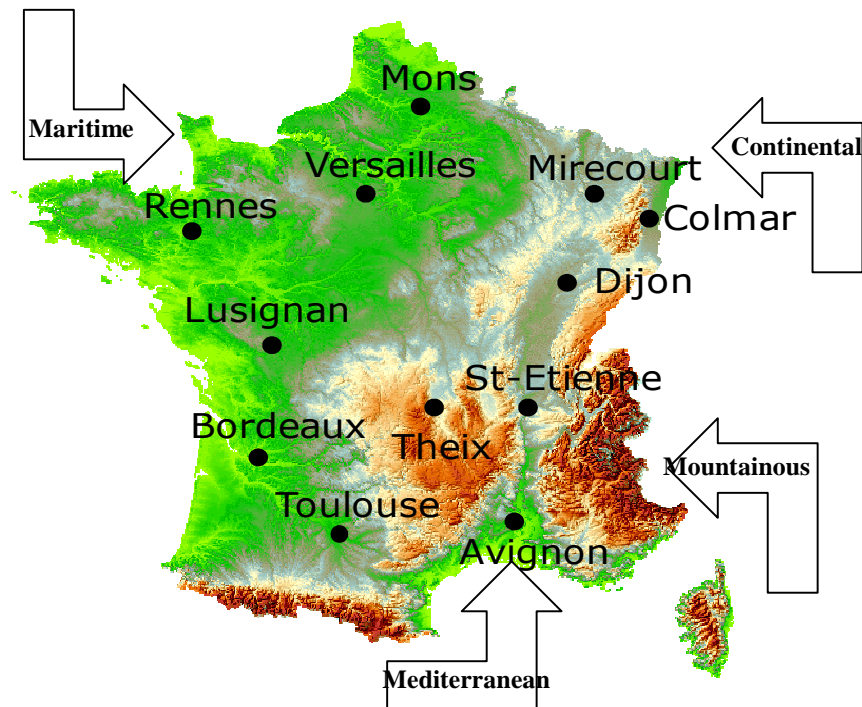 Mons
Maritime
Continental
Versailles
Mirecourt
Rennes
Colmar
Dijon
Lusignan
St-Etienne
Bordeaux
Theix
Mountainous
Toulouse
Avignon
Mediterranean